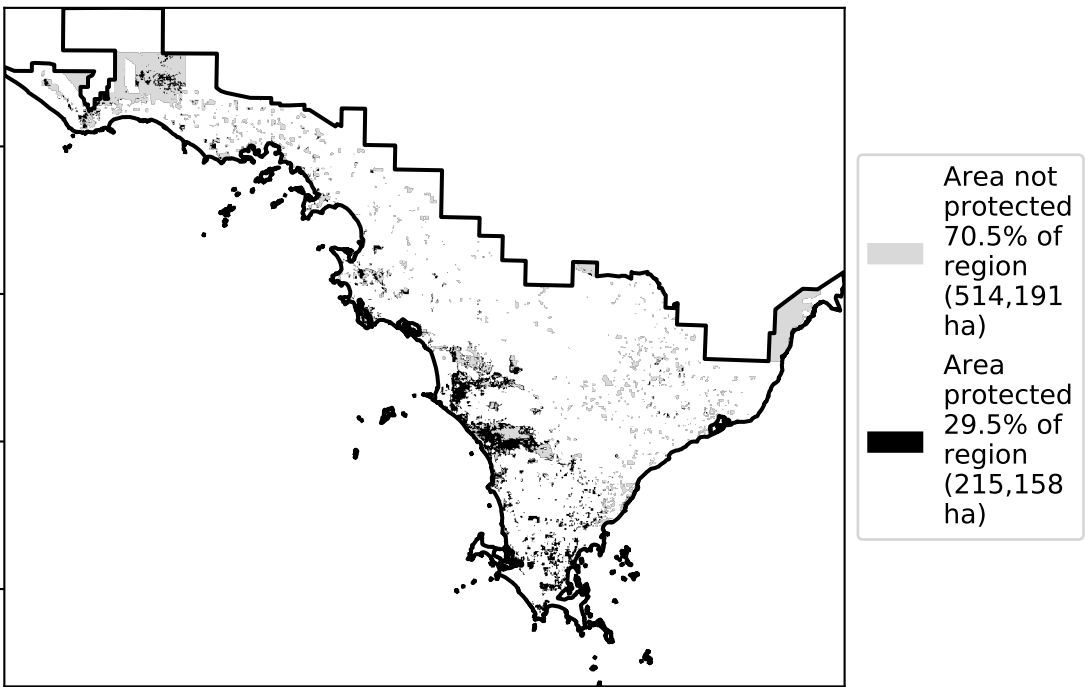 Area not
protected
70.5% of
region
(514,191
ha)
Area
protected
29.5% of
region
(215,158
ha)